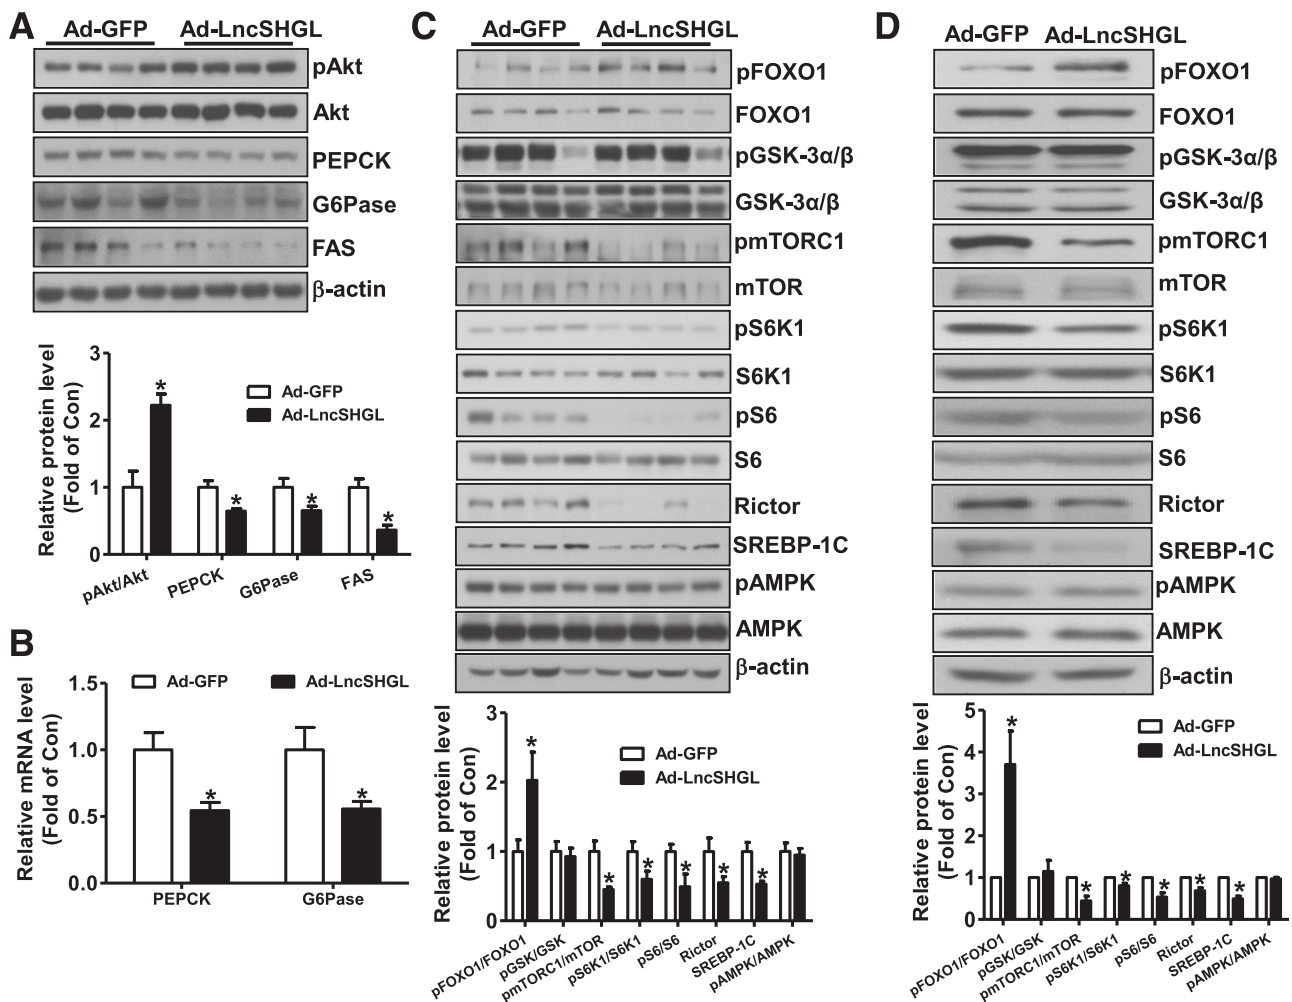 A
Ad-GFP Ad-LncSHGL
pAkt
Akt
PEPCK
G6Pase
FAS
β-actin
Relative protein level
(Fold of Con)
3
2
1
0
*
*
*
*
Ad-GFP
Ad-LncSHGL
pAkt/Akt
PEPCK
G6Pase
FAS
B
Relative mRNA level
(Fold of Con)
1.5
1.0
0.5
0.0
Ad-GFP Ad-LncSHGL
*
*
PEPCK
G6Pase
C
Ad-GFP Ad-LncSHGL
pFOXO1
FOXO1
pGSK-3α/β
GSK-3α/β
pmTORC1
mTOR
pS6K1
S6K1
pS6
S6
Rictor
SREBP-1C
pAMPK
AMPK
β-actin
Relative protein level
(Fold of Con)
3
2
1
0
*
*
*
*
*
*
Ad-GFP
Ad-LncSHGL
pFOXO1/FOXO1
pGSK/GSK
pmTORC1/mTOR
pS6K1/S6K1
pS6/S6
Rictor
SREBP-1C
pAMPK/AMPK
D
Ad-GFP Ad-LncSHGL
pFOXO1
FOXO1
pGSK-3α/β
GSK-3α/β
pmTORC1
mTOR
pS6K1
S6K1
pS6
S6
Rictor
SREBP-1C
pAMPK
AMPK
β-actin
Relative protein level
(Fold of Con)
5
4
3
2
1
0
*
*
*
*
*
*
Ad-GFP
Ad-LncSHGL
pFOXO1/FOXO1
pGSK/GSK
pmTORC1/mTOR
pS6K1/S6K1
pS6/S6
Rictor
SREBP-1C
pAMPK/AMPK